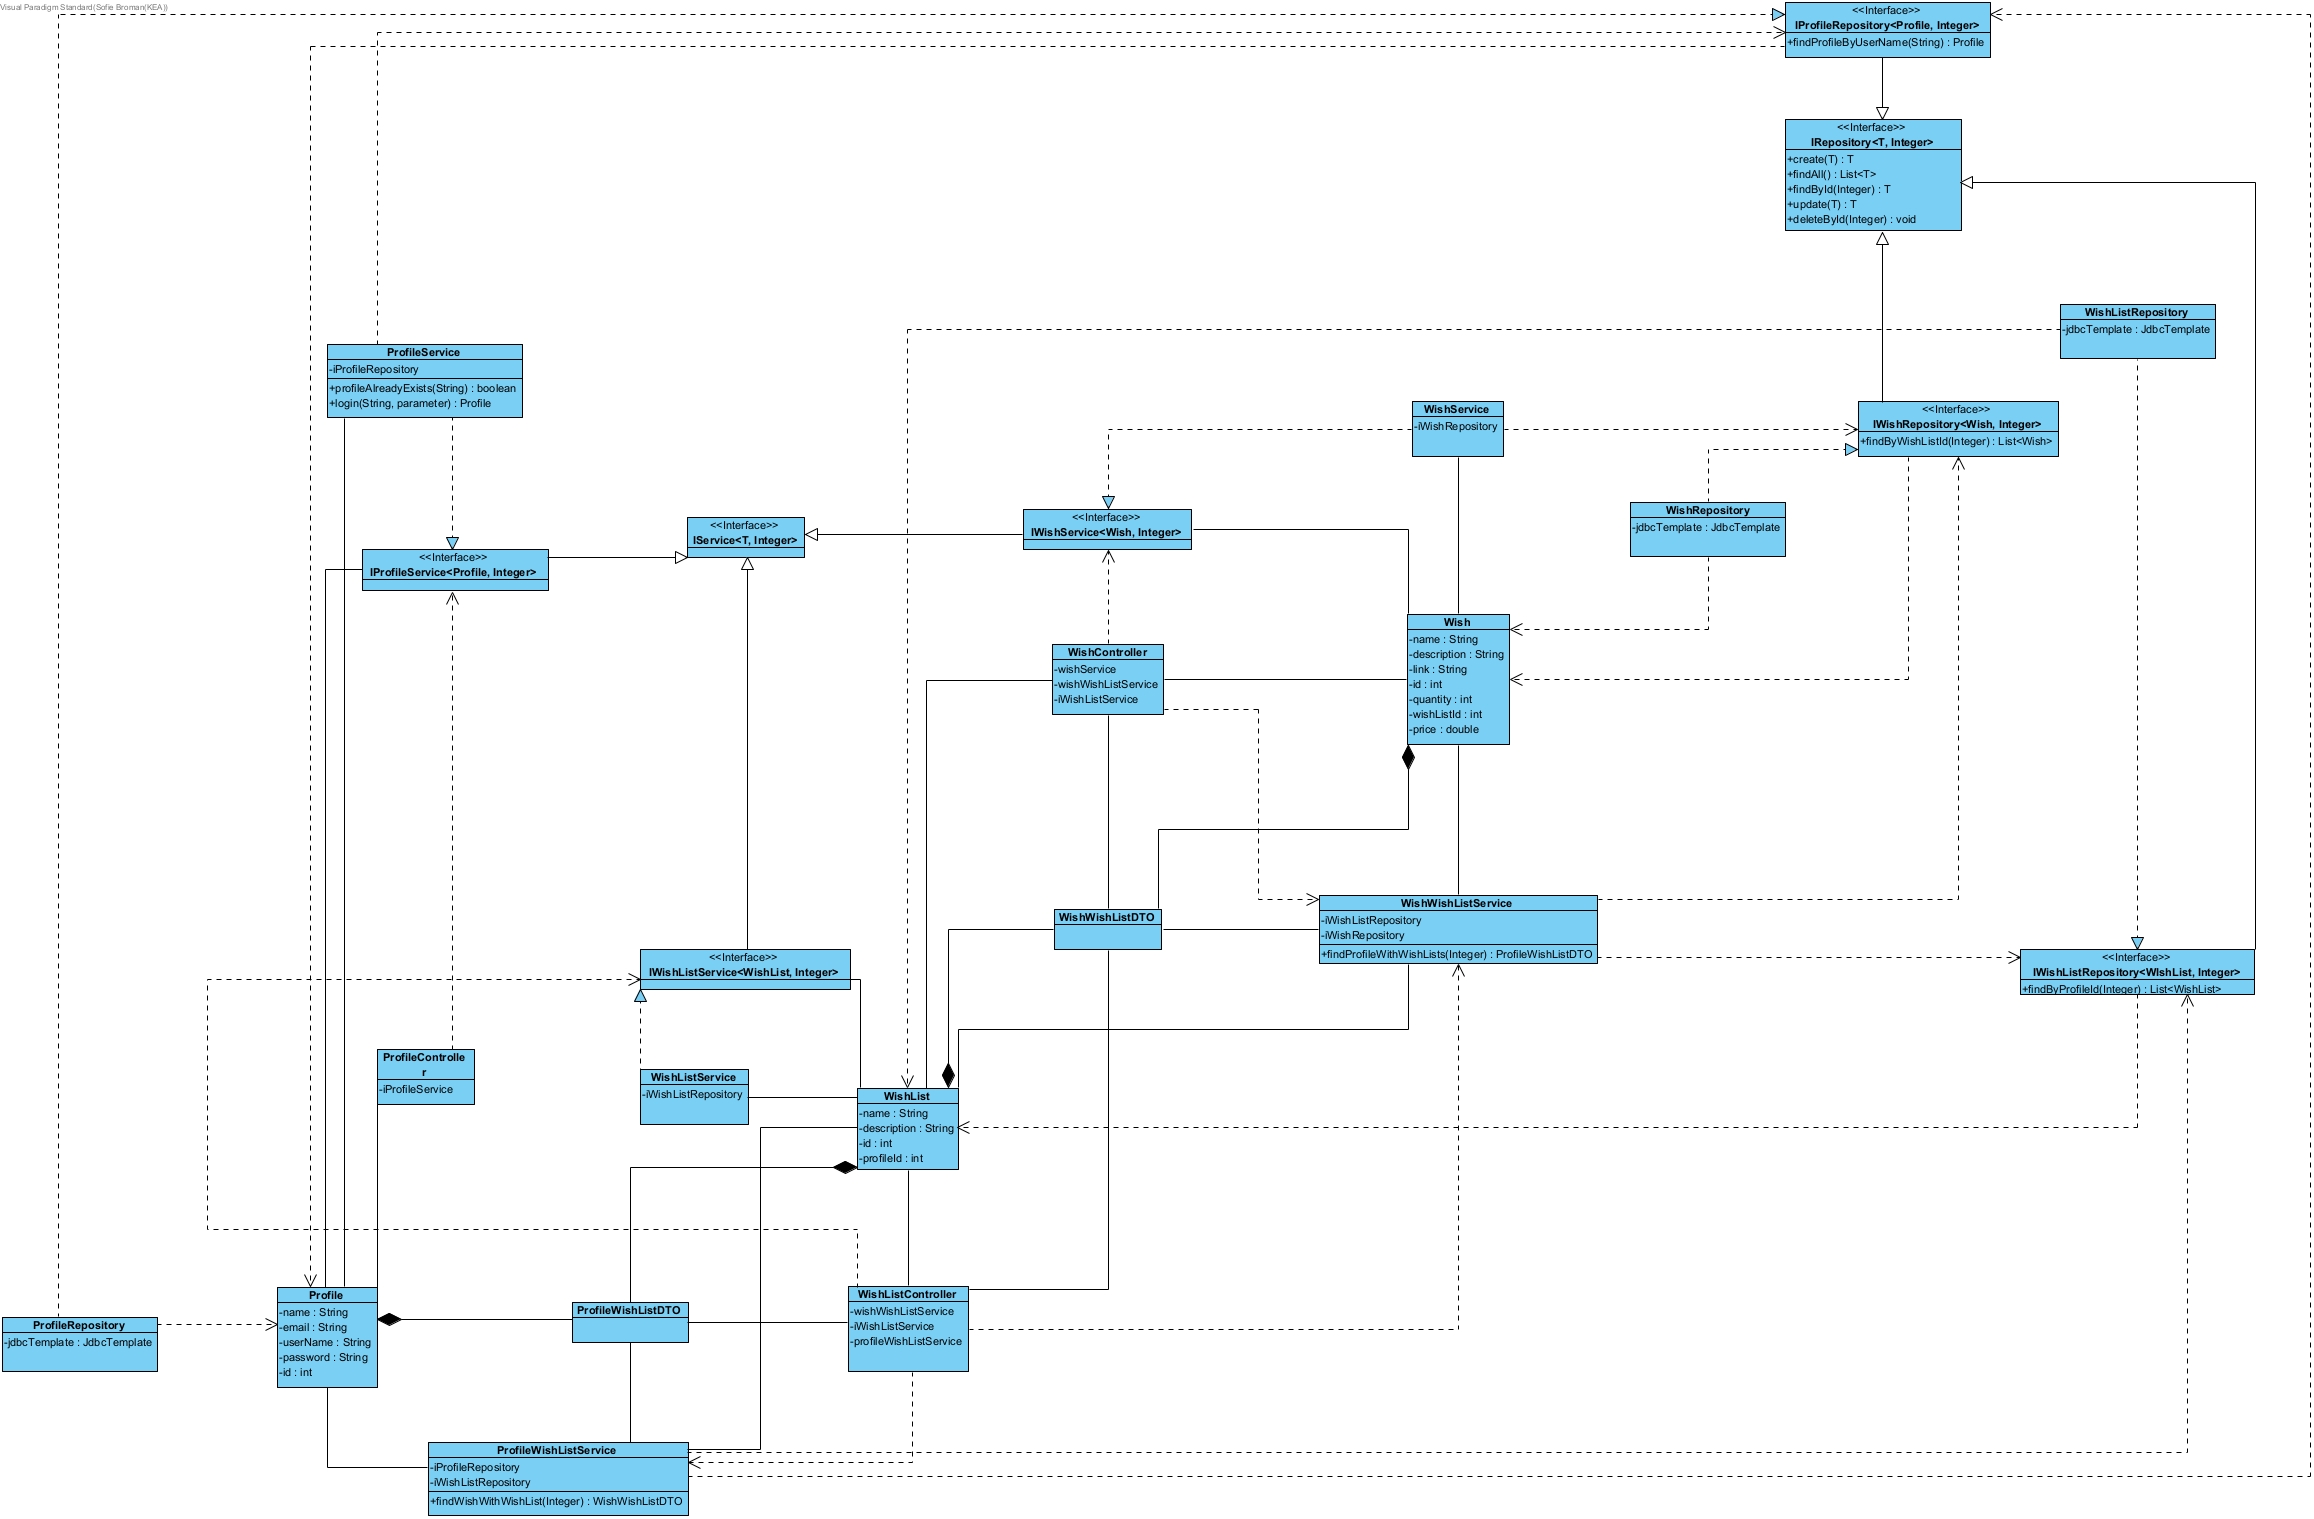 Visual Paradigm Standard(Sofie Broman(KEA))
<<Interface>>
IProfileRepository<Profile, Integer>
+findProfileByUserName(String) : Profile
<<Interface>>
IRepository<T, Integer>
+create(T) : T
+findAll() : List<T>
+findById(Integer) : T
+update(T) : T
+deleteById(Integer) : void
WishListRepository
-jdbcTemplate : JdbcTemplate
ProfileService
-iProfileRepository
+profileAlreadyExists(String) : boolean
+login(String, parameter) : Profile
WishService
-iWishRepository
<<Interface>>
IWishRepository<Wish, Integer>
+findByWishListId(Integer) : List<Wish>
WishRepository
-jdbcTemplate : JdbcTemplate
<<Interface>>
IProfileService<Profile, Integer>
<<Interface>>
IService<T, Integer>
<<Interface>>
IWishService<Wish, Integer>
Wish
-name : String
-description : String
-link : String
-id : int
-quantity : int
-wishListId : int
-price : double
WishController
-wishService
-wishWishListService
-iWishListService
WishWishListDTO
WishWishListService
-iWishListRepository
-iWishRepository
+findProfileWithWishLists(Integer) : ProfileWishListDTO
<<Interface>>
IWishListService<WishList, Integer>
<<Interface>>
IWishListRepository<WIshList, Integer>
+findByProfileId(Integer) : List<WishList>
ProfileControlle
r
-iProfileService
WishListService
-iWishListRepository
WishList
-name : String
-description : String
-id : int
-profileId : int
Profile
-name : String
-email : String
-userName : String
-password : String
-id : int
ProfileRepository
-jdbcTemplate : JdbcTemplate
ProfileWishListDTO
WishListController
-wishWishListService
-iWishListService
-profileWishListService
ProfileWishListService
-iProfileRepository
-iWishListRepository
+findWishWithWishList(Integer) : WishWishListDTO